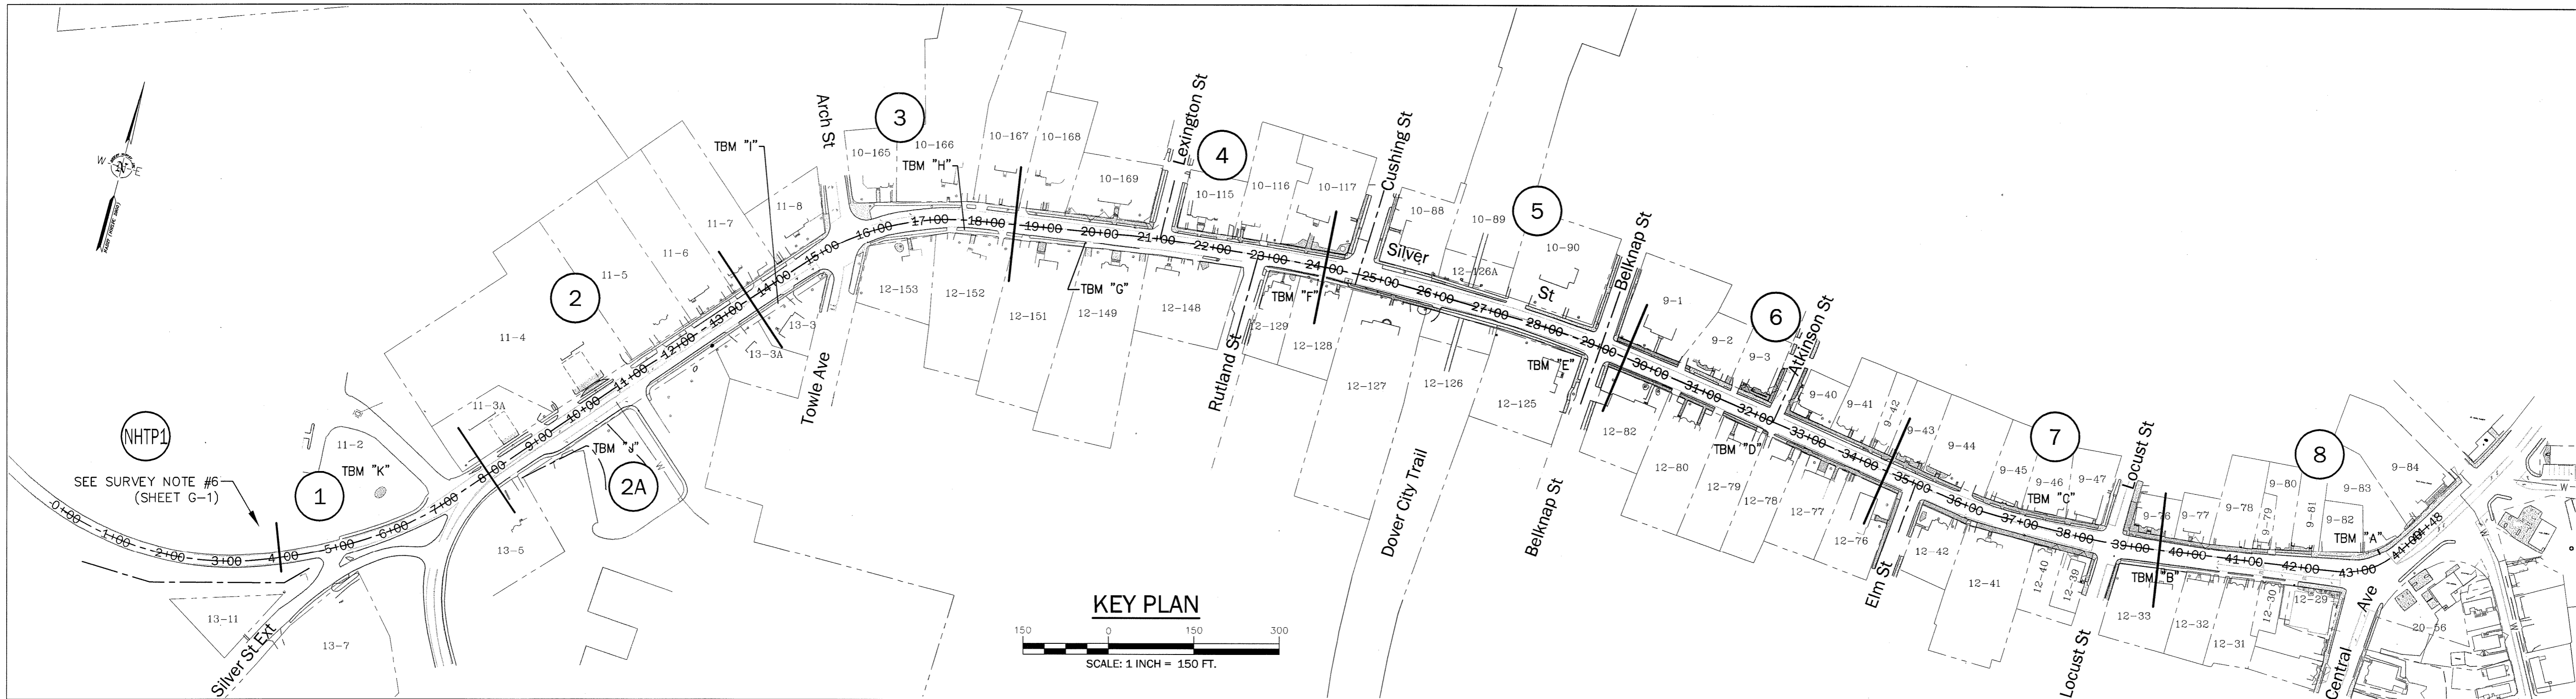 NHTP1
SEE SURVEY NOTE #6
(SHEET G-1)
1
11-2
TBM "K"
13-11
Silver St Ext
13-7
0+00
1+00
2+00
3+00
4+00
5+00
6+00
7+00
8+00
9+00
10+00
11+00
12+00
13+00
14+00
15+00
16+00
17+00
18+00
19+00
20+00
21+00
22+00
23+00
24+00
25+00
26+00
27+00
28+00
29+00
30+00
31+00
32+00
33+00
34+00
35+00
36+00
37+00
38+00
39+00
40+00
41+00
42+00
43+00
44+00
44+48
W
N
E
2
11-3A
11-4
11-5
11-6
11-7
11-8
TBM "J"
2A
13-5
W
TBM "I"
13-3
13-3A
Towle Ave
Arch St
3
10-165
10-166
TBM "H"
10-167
10-168
10-169
12-153
12-152
12-151
12-149
12-148
TBM "G"
Lexington St
4
10-115
10-116
10-117
Rutland St
TBM "F"
12-129
12-128
Cushing St
10-88
10-89
Silver
St
12-126A
5
10-90
12-127
12-126
12-125
TBM "E"
Dover City Trail
Belknap St
Belknap St
9-1
9-2
9-3
6
Atkinson St
12-82
12-80
12-79
12-78
12-77
12-76
TBM "D"
9-40
9-41
9-42
9-43
9-44
9-45
9-46
9-47
7
TBM "C"
Elm St
12-42
12-41
12-40
12-39
Locust St
Locust St
9-76
9-77
9-78
9-79
9-80
9-81
9-82
9-83
9-84
8
TBM "A"
TBM "B"
12-33
12-32
12-31
12-30
12-29
Central
Ave
20-56
W
W
W
KEY PLAN
150
0
150
300
SCALE: 1 INCH = 150 FT.